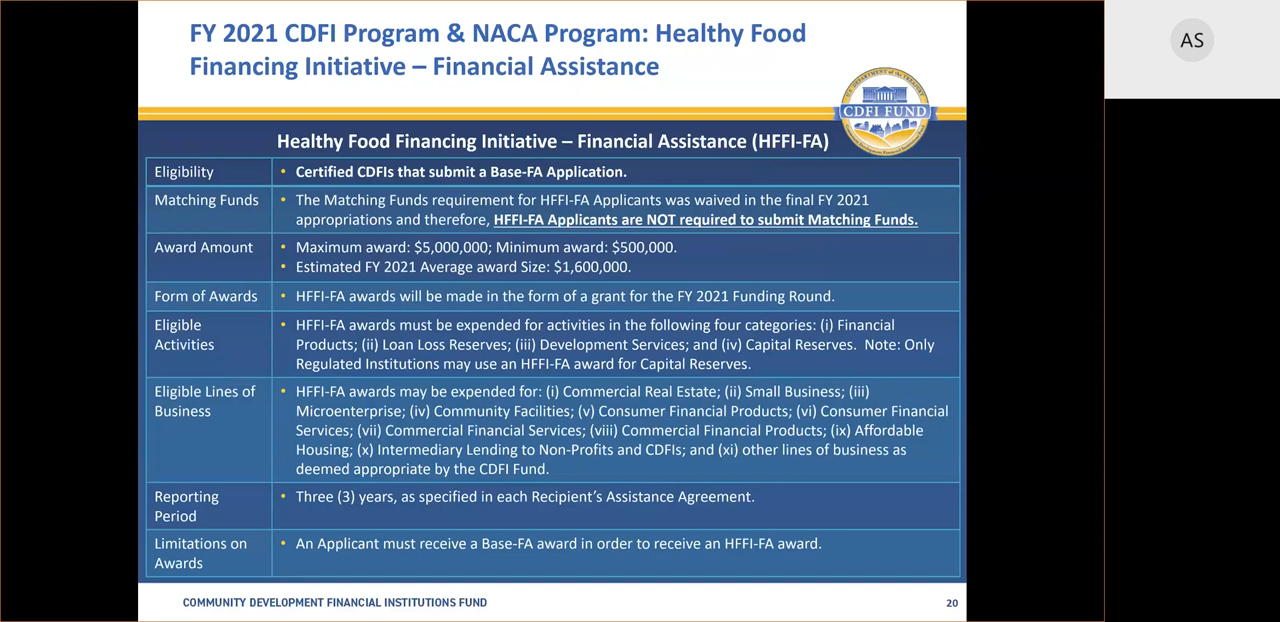 FY 2021 CDFI Program & NACA Program: Healthy Food
Financing Initiative – Financial Assistance
AS
U.S. DEPARTMENT of the TREASURY
CDFI FUND
Healthy Food Financing Initiative – Financial Assistance (HFFI-FA)
Eligibility
• Certified CDFIs that submit a Base-FA Application.
Matching Funds
• The Matching Funds requirement for HFFI-FA Applicants was waived in the final FY 2021
appropriations and therefore, HFFI-FA Applicants are NOT required to submit Matching Funds.
Award Amount
• Maximum award: $5,000,000; Minimum award: $500,000.
• Estimated FY 2021 Average award Size: $1,600,000.
Form of Awards
• HFFI-FA awards will be made in the form of a grant for the FY 2021 Funding Round.
Eligible
Activities
• HFFI-FA awards must be expended for activities in the following four categories: (i) Financial
Products; (ii) Loan Loss Reserves; (iii) Development Services; and (iv) Capital Reserves. Note: Only
Regulated Institutions may use an HFFI-FA award for Capital Reserves.
Eligible Lines of
Business
• HFFI-FA awards may be expended for: (i) Commercial Real Estate; (ii) Small Business; (iii)
Microenterprise; (iv) Community Facilities; (v) Consumer Financial Products; (vi) Consumer Financial
Services; (vii) Commercial Financial Services; (viii) Commercial Financial Products; (ix) Affordable
Housing; (x) Intermediary Lending to Non-Profits and CDFIs; and (xi) other lines of business as
deemed appropriate by the CDFI Fund.
Reporting
Period
• Three (3) years, as specified in each Recipient's Assistance Agreement.
Limitations on
Awards
• An Applicant must receive a Base-FA award in order to receive an HFFI-FA award.
COMMUNITY DEVELOPMENT FINANCIAL INSTITUTIONS FUND
20